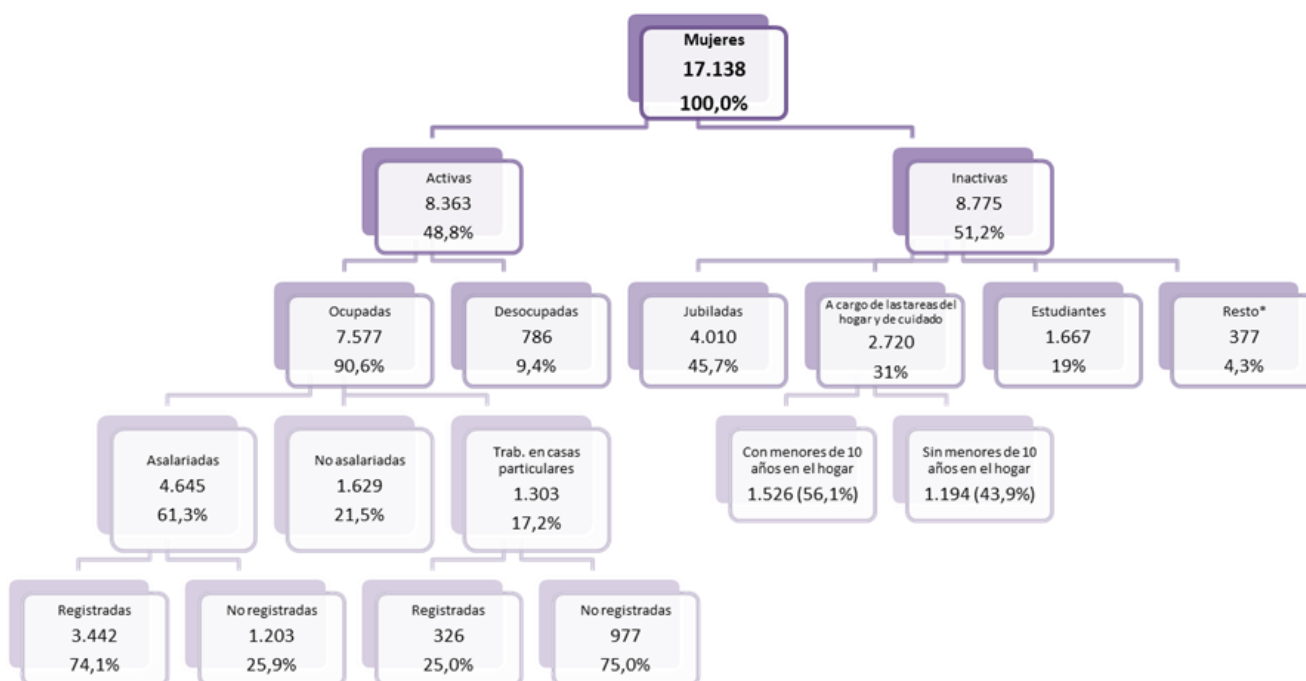 Mujeres
17.138
100,0%
Activas
8.363
48,8%
Inactivas
8.775
51,2%
Ocupadas
7.577
90,6%
Desocupadas
786
9,4%
Jubiladas
4.010
45,7%
A cargo de las tareas del
hogar y de cuidado
2.720
31%
Estudiantes
1.667
19%
Resto*
377
4,3%
Asalariadas
4.645
61,3%
No asalariadas
1.629
21,5%
Trab. en casas
particulares
1.303
17,2%
Con menores de 10
años en el hogar
1.526 (56,1%)
Sin menores de 10
años en el hogar
1.194 (43,9%)
Registradas
3.442
74,1%
No registradas
1.203
25,9%
Registradas
326
25,0%
No registradas
977
75,0%